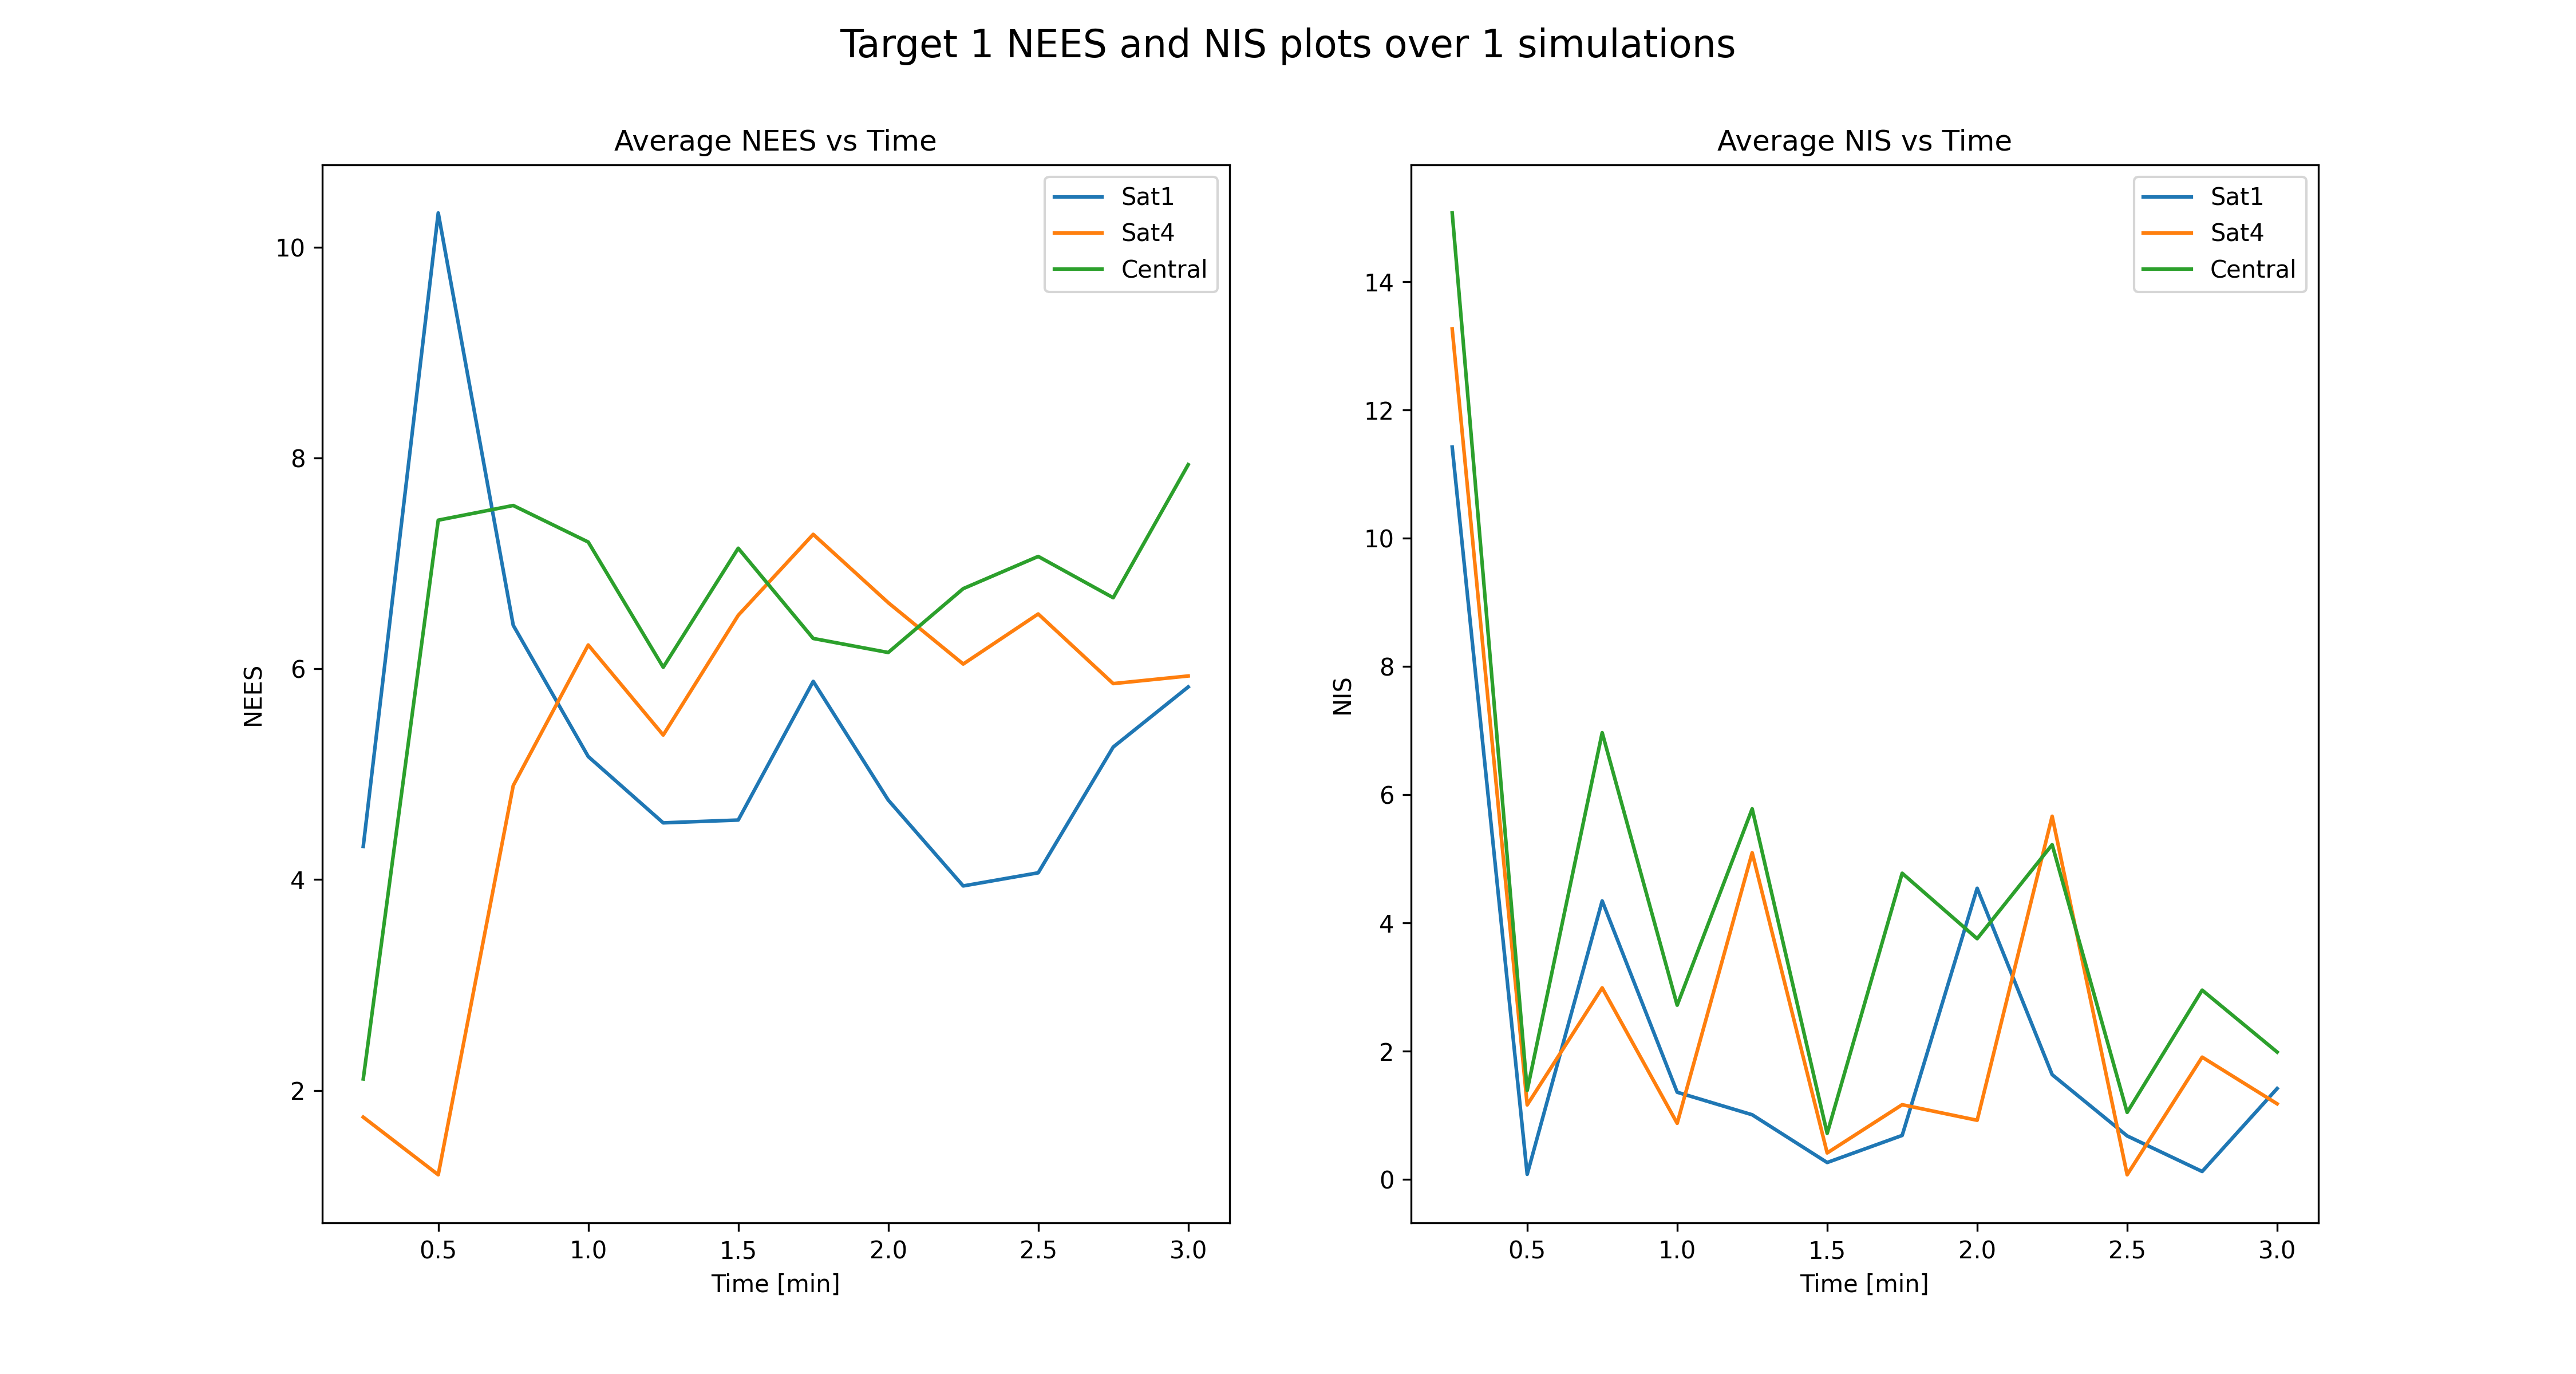 Target 1 NEES and NIS plots over 1 simulations
Average NEES vs Time
Sat1
Sat4
Central
10
8
6
4
2
NEES
0.5 1.0 1.5 2.0 2.5 3.0
Time [min]
Average NIS vs Time
Sat1
Sat4
Central
14
12
10
8
6
4
2
0
NIS
0.5 1.0 1.5 2.0 2.5 3.0
Time [min]